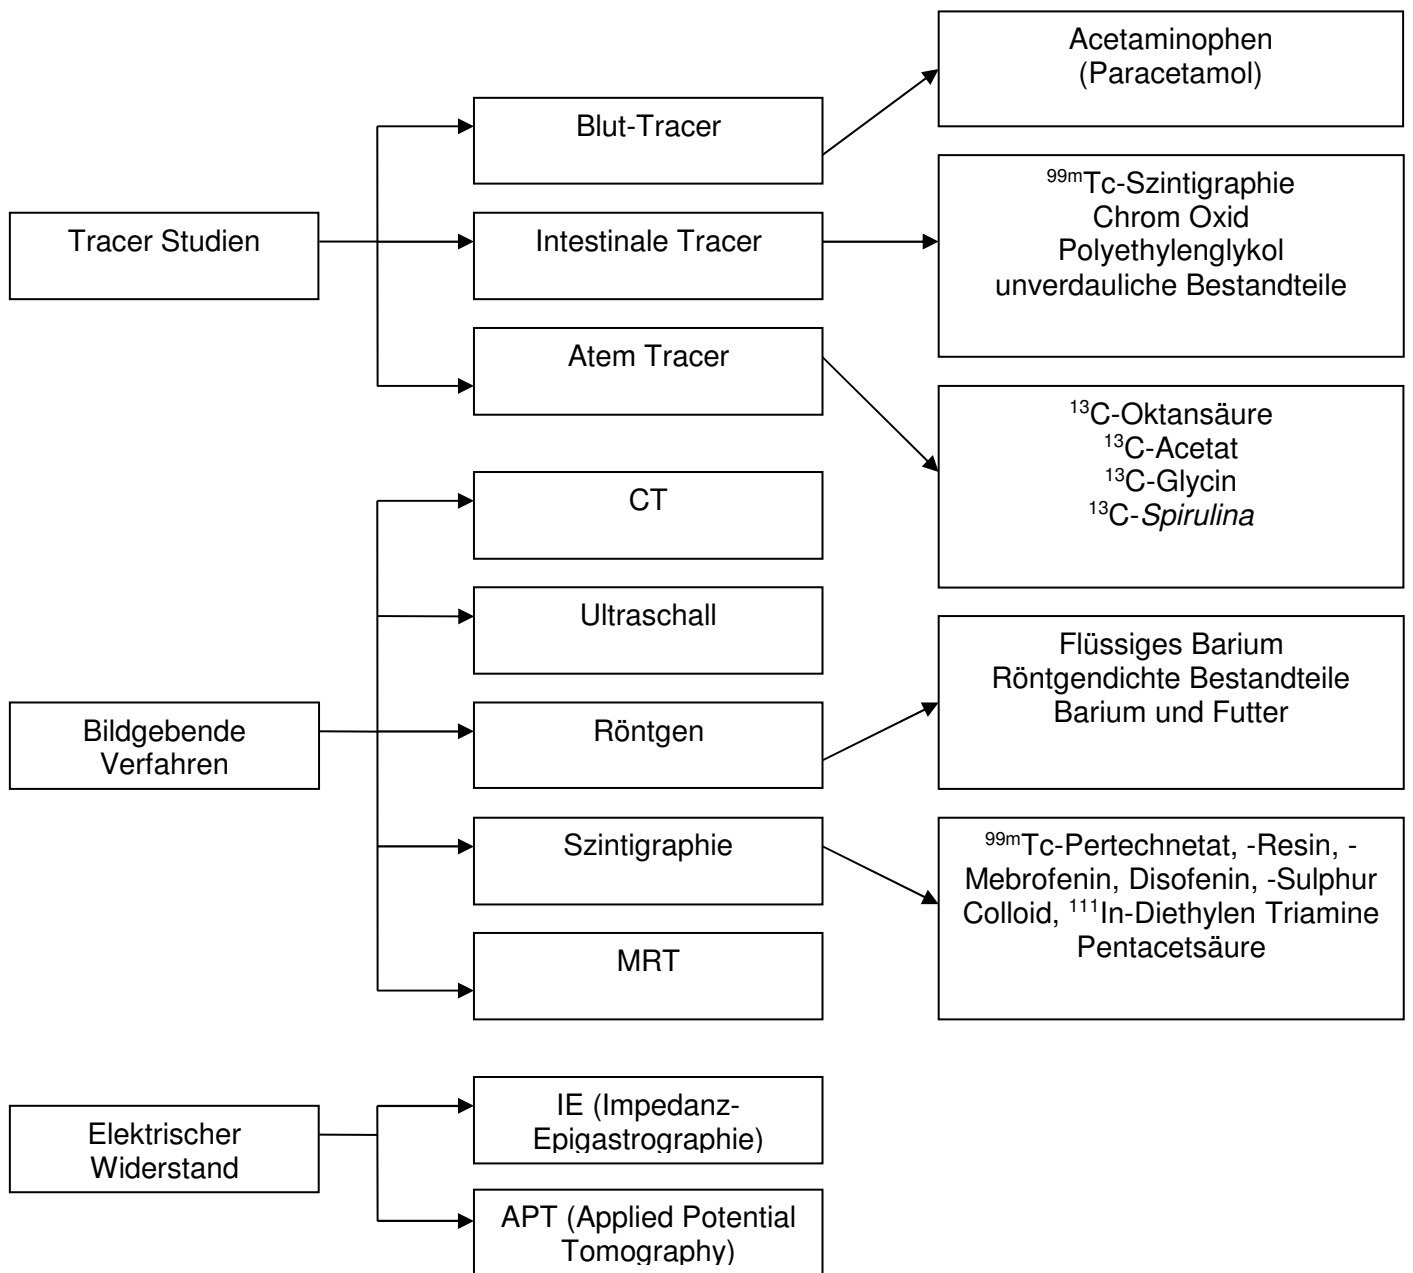 Acetaminophen
(Paracetamol)
Blut-Tracer
⁹⁹ᵐTc-Szintigraphie
Chrom Oxid
Polyethylenglykol
unverdauliche Bestandteile
Tracer Studien
Intestinale Tracer
Atem Tracer
¹³C-Oktansäure
¹³C-Acetat
¹³C-Glycin
¹³C-Spirulina
CT
Ultraschall
Flüssiges Barium
Röntgendichte Bestandteile
Barium und Futter
Bildgebende
Verfahren
Röntgen
Szintigraphie
⁹⁹ᵐTc-Pertechnetat, -Resin, -
Mebrofenin, Disofenin, -Sulphur
Colloid, ¹¹¹In-Diethylen Triamine
Pentacetsäure
MRT
Elektrischer
Widerstand
IE (Impedanz-
Epigastrographie)
APT (Applied Potential
Tomography)